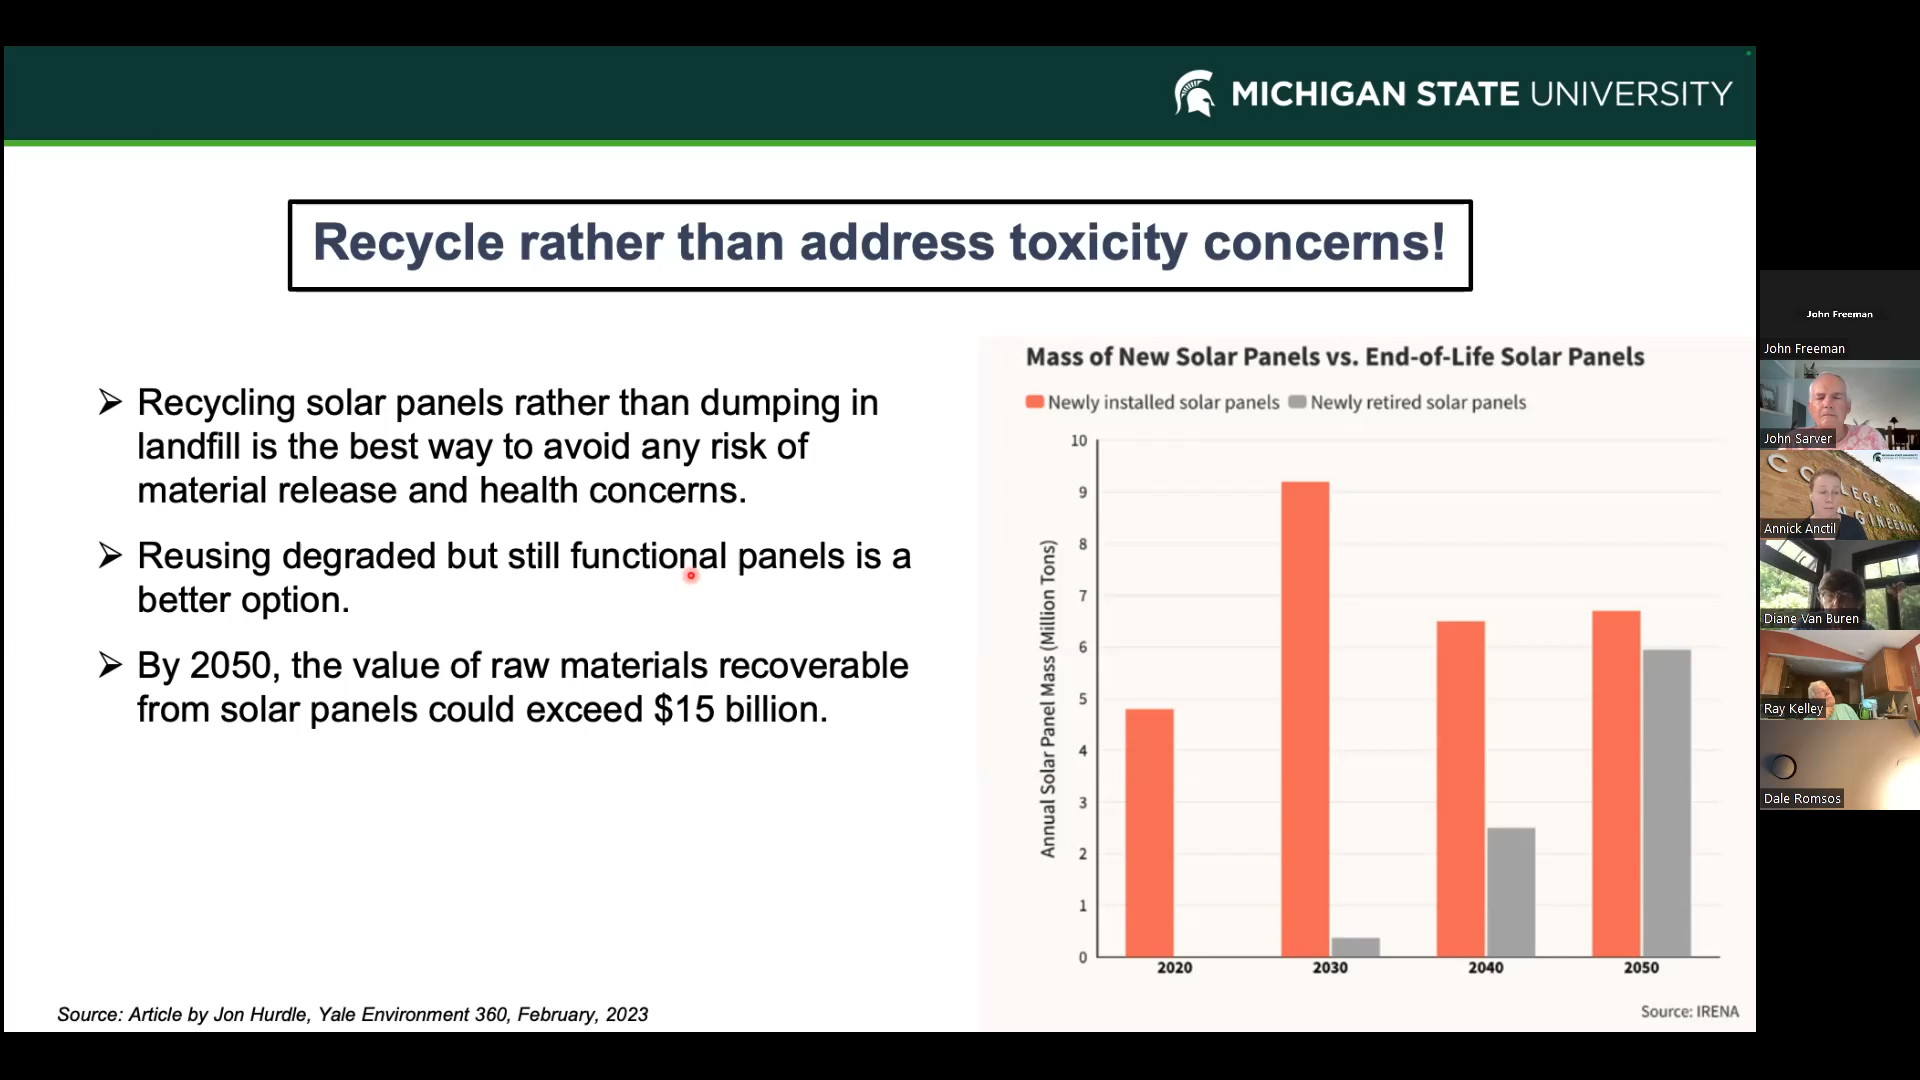 MICHIGAN STATE UNIVERSITY
Recycle rather than address toxicity concerns!
Recycling solar panels rather than dumping in
landfill is the best way to avoid any risk of
material release and health concerns.
Reusing degraded but still functional panels is a
better option.
By 2050, the value of raw materials recoverable
from solar panels could exceed $15 billion.
Source: Article by Jon Hurdle, Yale Environment 360, February, 2023
Mass of New Solar Panels vs. End-of-Life Solar Panels
Newly installed solar panels Newly retired solar panels
Annual Solar Panel Mass (Million Tons)
10
9
8
7
6
5
4
3
2
1
0
2020 2030 2040 2050
Source: IRENA
John Freeman
John Freeman
John Sarver
COLLEGE OF
ENGINEERING
Annick Anctil
Diane Van Buren
Ray Kelley
Dale Romsos